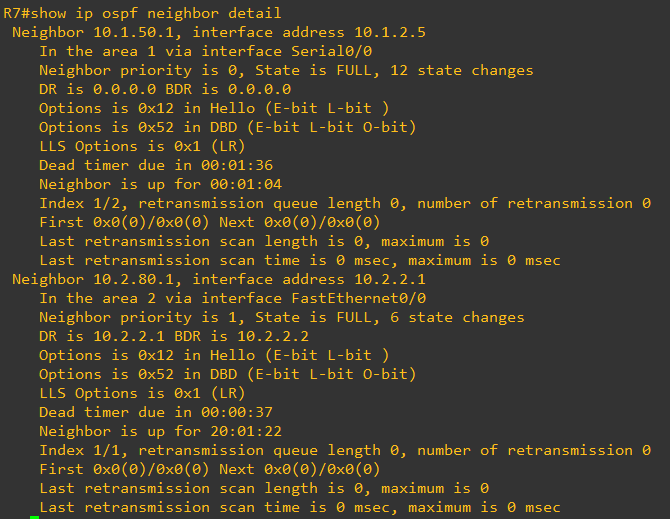 R7#show ip ospf neighbor detail
Neighbor 10.1.50.1, interface address 10.1.2.5
In the area 1 via interface Serial0/0
Neighbor priority is 0, State is FULL, 12 state changes
DR is 0.0.0.0 BDR is 0.0.0.0
Options is 0x12 in Hello (E-bit L-bit )
Options is 0x52 in DBD (E-bit L-bit O-bit)
LLS Options is 0x1 (LR)
Dead timer due in 00:01:36
Neighbor is up for 00:01:04
Index 1/2, retransmission queue length 0, number of retransmission 0
First 0x0(0)/0x0(0) Next 0x0(0)/0x0(0)
Last retransmission scan length is 0, maximum is 0
Last retransmission scan time is 0 msec, maximum is 0 msec
Neighbor 10.2.80.1, interface address 10.2.2.1
In the area 2 via interface FastEthernet0/0
Neighbor priority is 1, State is FULL, 6 state changes
DR is 10.2.2.1 BDR is 10.2.2.2
Options is 0x12 in Hello (E-bit L-bit )
Options is 0x52 in DBD (E-bit L-bit O-bit)
LLS Options is 0x1 (LR)
Dead timer due in 00:00:37
Neighbor is up for 20:01:22
Index 1/1, retransmission queue length 0, number of retransmission 0
First 0x0(0)/0x0(0) Next 0x0(0)/0x0(0)
Last retransmission scan length is 0, maximum is 0
Last retransmission scan time is 0 msec, maximum is 0 msec